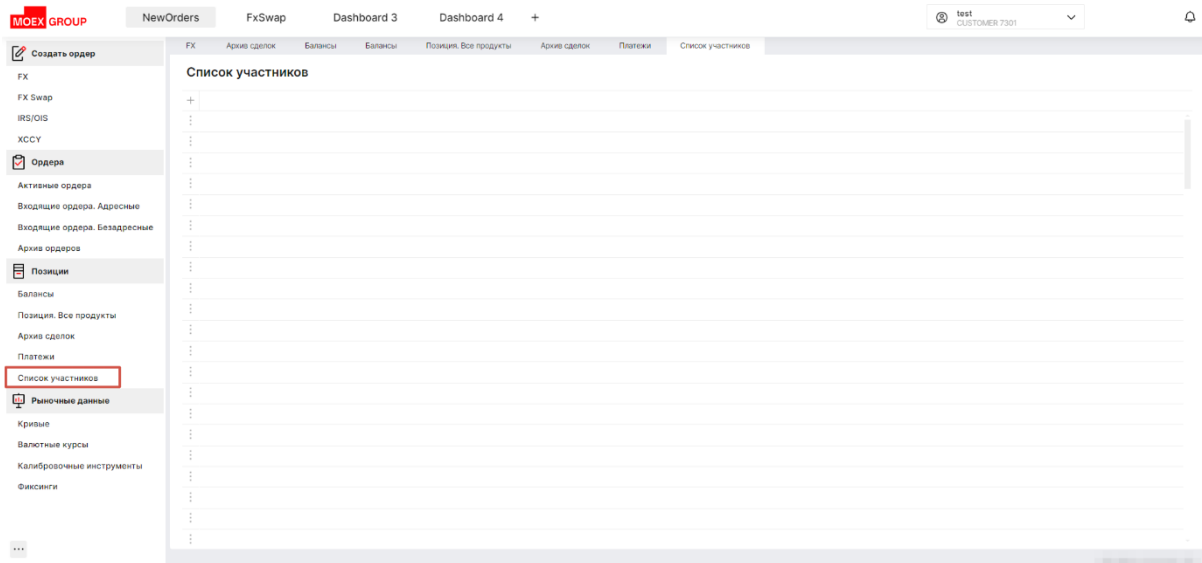 MOEX GROUP
NewOrders FxSwap Dashboard 3 Dashboard 4 +
test
CUSTOMER 7301
Создать ордер
FX Архив сделок Балансы Балансы Позиция. Все продукты Архив сделок Платежи Список участников
Список участников
FX
FX Swap
IRS/OIS
XCCY
Ордера
Активные ордера
Входящие ордера. Адресные
Входящие ордера. Безадресные
Архив ордеров
Позиции
Балансы
Позиция. Все продукты
Архив сделок
Платежи
Список участников
Рыночные данные
Кривые
Валютные курсы
Калибровочные инструменты
Фиксинги